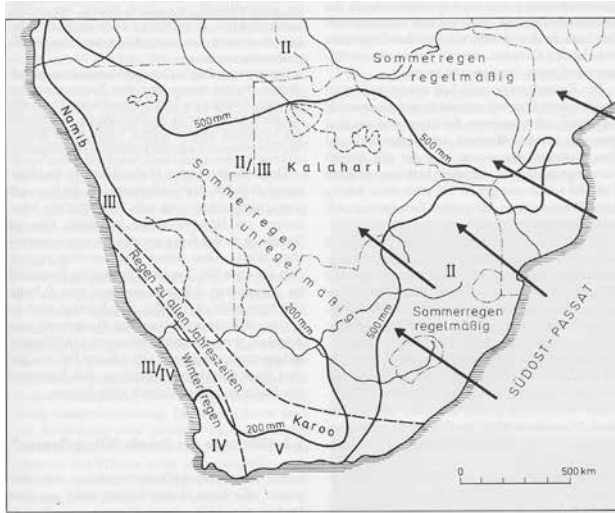 II
Sommerregen
regelmäßig
Namib
500 mm
500 mm
II/III Kalahari
III
Sommerregen
unregelmäßig
II
Regen zu allen Jahreszeiten
200 mm
500 mm
Sommerregen
regelmäßig
SÜDOST-PASSAT
III/IV
Winterregen
200 mm
Karoo
IV
V
0 500 km